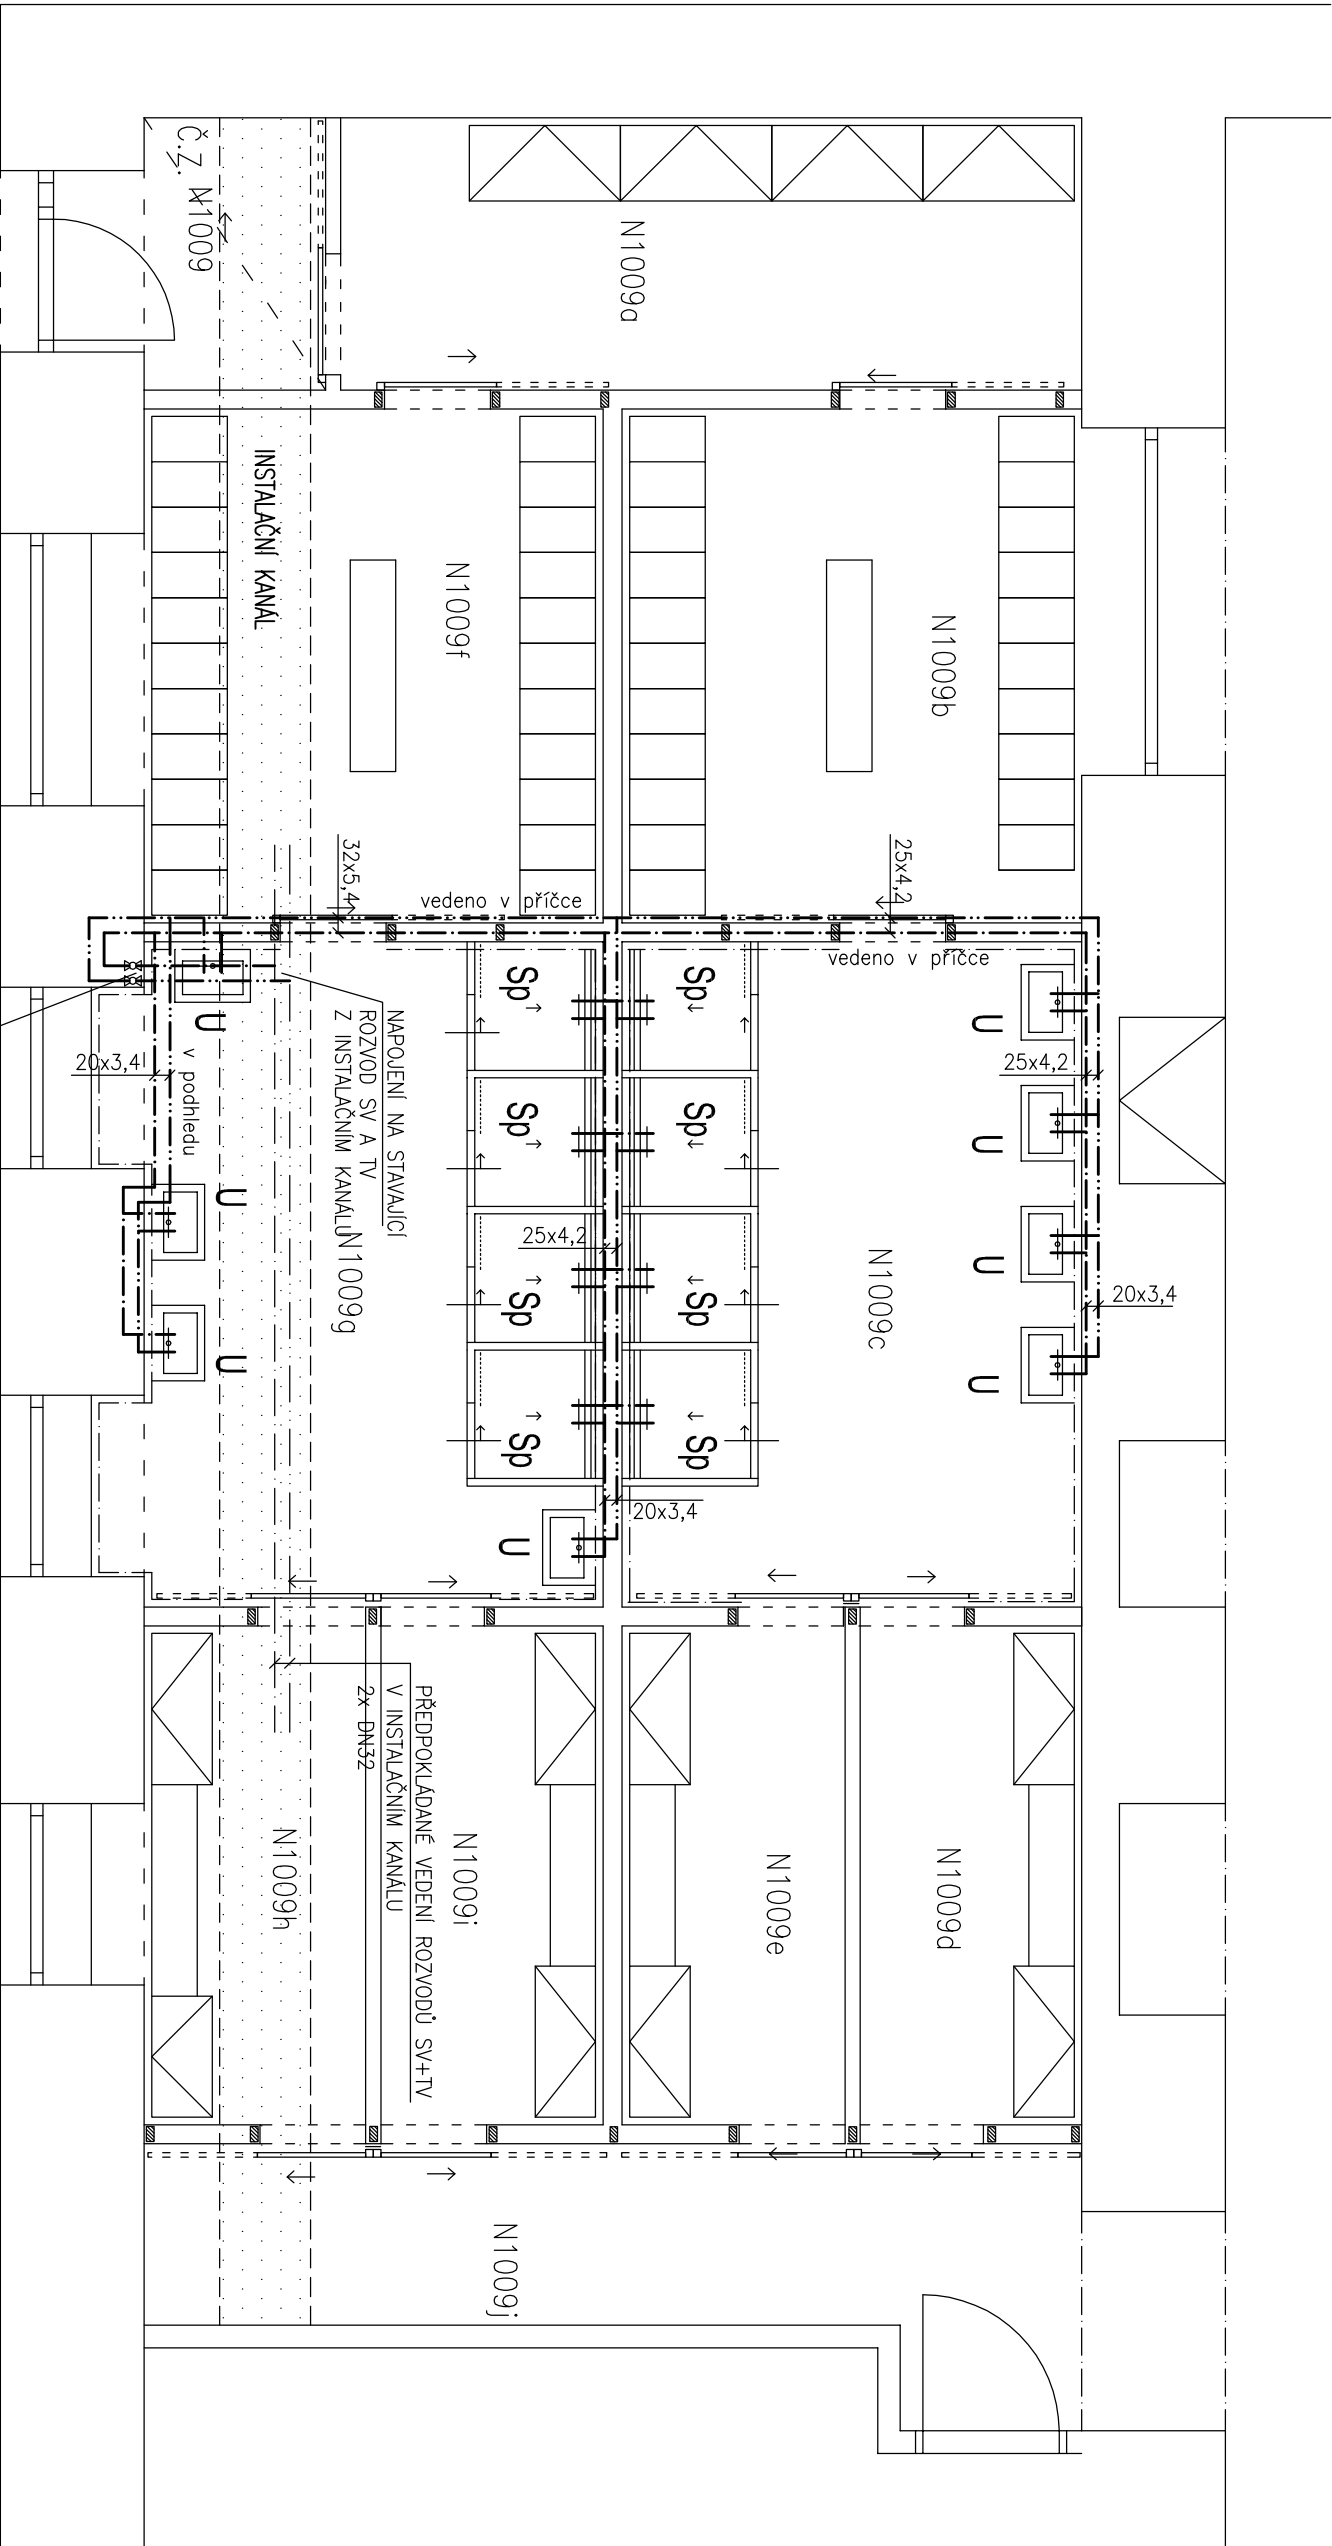 Č.Z. N1009
N1009a
INSTALAČNÍ KANÁL
N1009f
N1009b
32x5,4
25x4,2
vedeno v příčce
vedeno v příčce
Sp
Sp
U
U
25x4,2
20x3,4
v podhledu
NAPOJENÍ NA STAVAJÍCÍ
ROZVOD SV A TV
Z INSTALAČNÍM KANÁLU
Sp
Sp
U
U
N1009g
25x4,2
N1009c
U
20x3,4
Sp
Sp
U
Sp
Sp
U
20x3,4
U
PŘEDPOKLÁDANÉ VEDENÍ ROZVODŮ SV+TV
V INSTALAČNÍM KANÁLU
2x DN32
N1009h
N1009i
N1009e
N1009d
N1009j